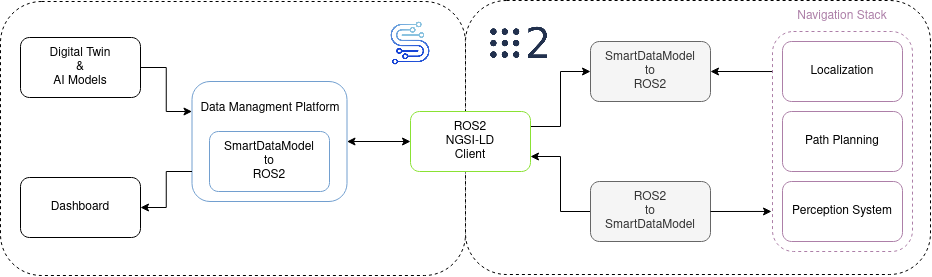 Navigation Stack
Digital Twin
&
AI Models
2
SmartDataModel
to
ROS2
Localization
Data Managment Platform
SmartDataModel
to
ROS2
ROS2
NGSI-LD
Client
Path Planning
Dashboard
ROS2
to
SmartDataModel
Perception System